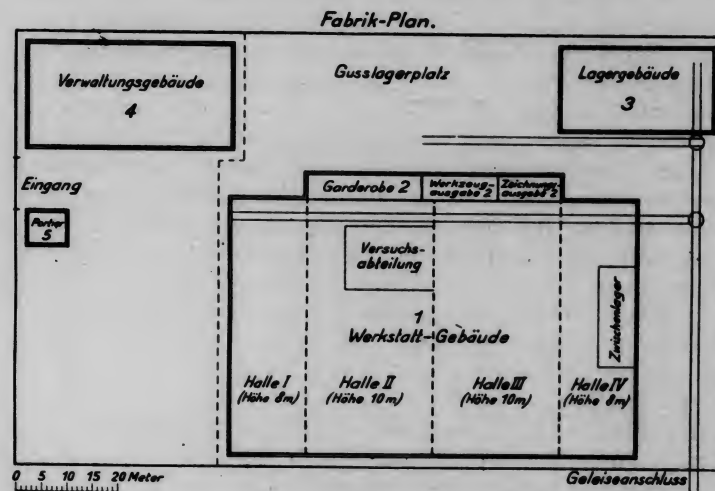 Fabrik-Plan.
Verwaltungsgebäude
4
Gusslagerplatz
Lagergebäude
3
Eingang
Portier
5
Garderobe 2
Werkzeug-
ausgabe 2
Zeichnungs-
ausgabe 2
Versuchs-
abteilung
Zwischenlager
1
Werkstatt-Gebäude
Halle I
(Höhe 8m)
Halle II
(Höhe 10m)
Halle III
(Höhe 10m)
Halle IV
(Höhe 8m)
0 5 10 15 20 Meter
Geleiseanschluss